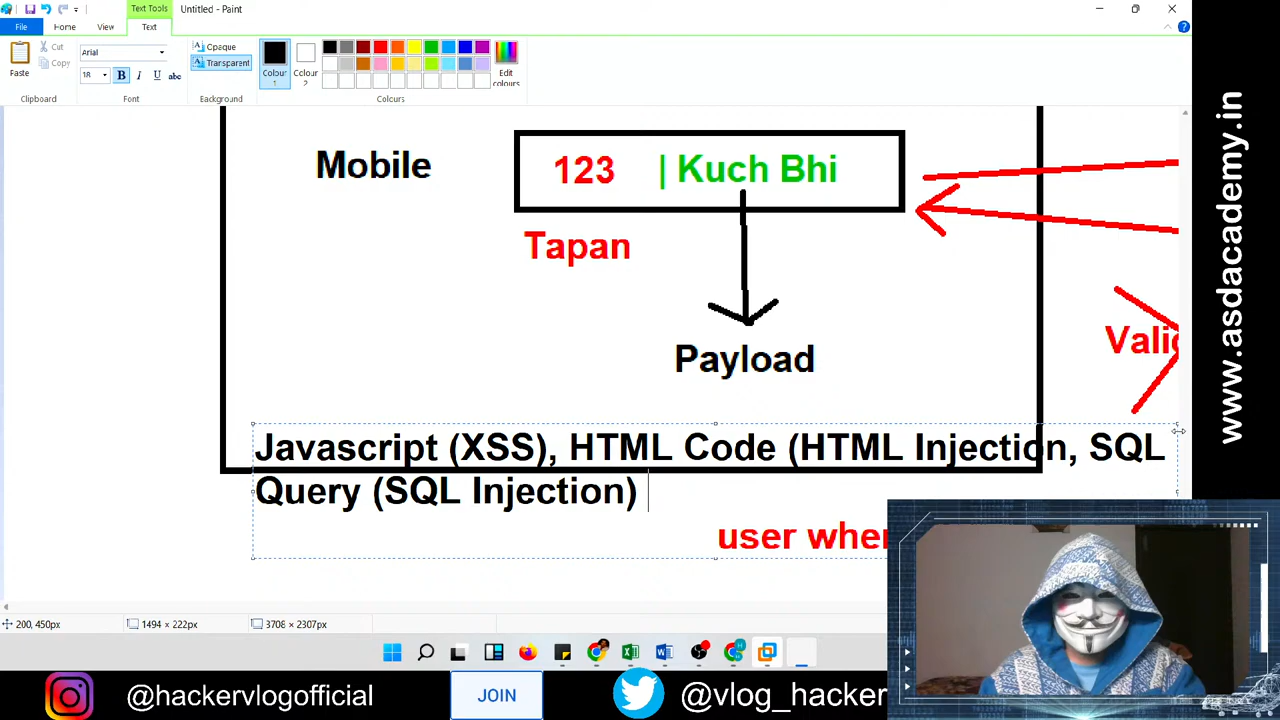 Text Tools
Untitled - Paint
File
Home
View
Text
Paste
Cut
Copy
Clipboard
Arial
18
B I U abc
Font
Opaque
Transparent
Background
Colour 1
Colour 2
Edit colours
Colours
Mobile
123 | Kuch Bhi
Tapan
Payload
Valid
Javascript (XSS), HTML Code (HTML Injection, SQL
Query (SQL Injection)
user wher
200, 450px
1494 × 222px
3708 × 2307px
www.asdacademy.in
@hackervlogofficial
JOIN
@vlog_hacker